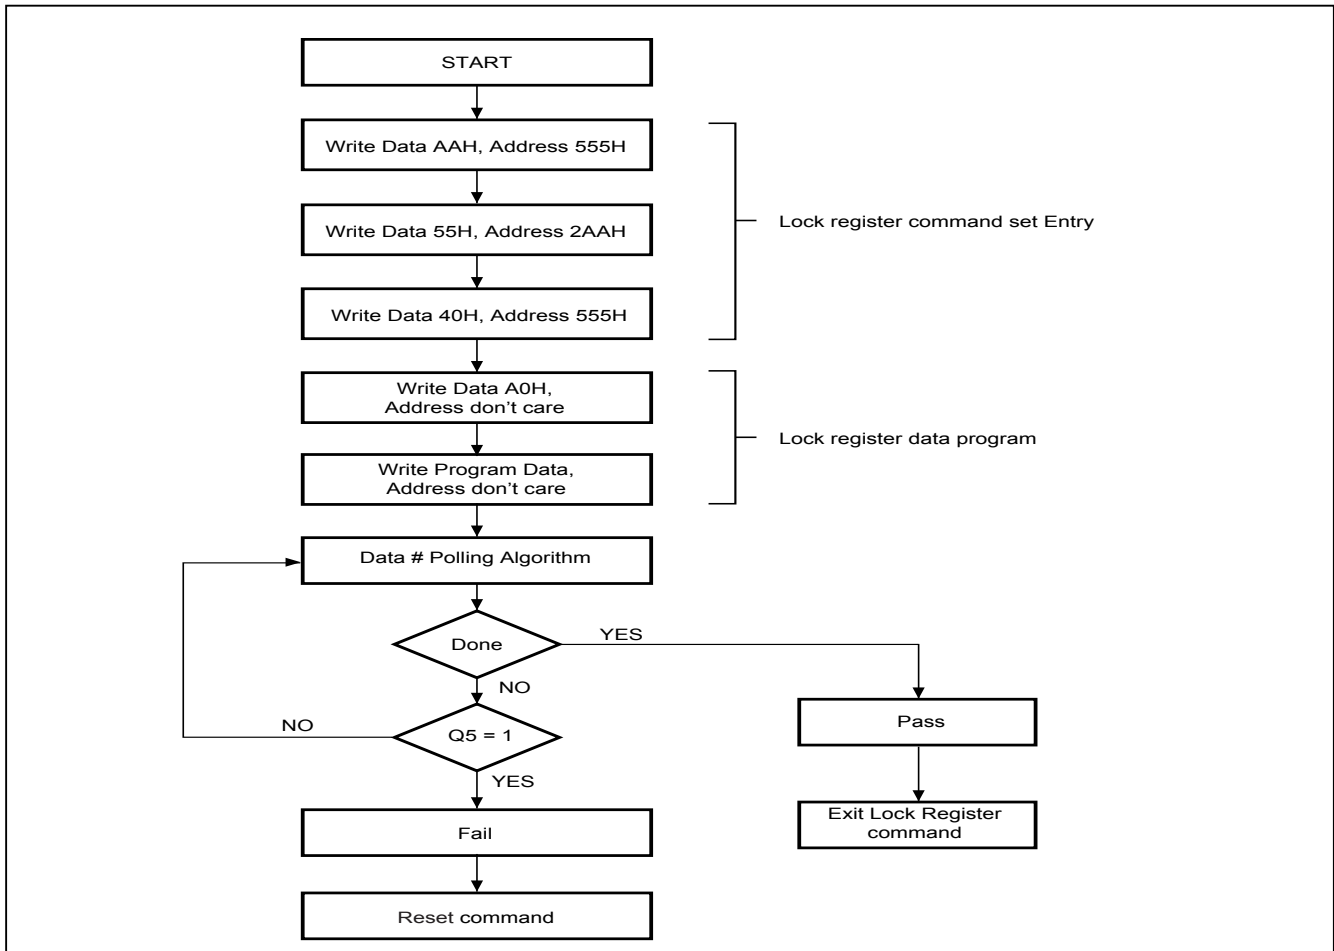 START
Write Data AAH, Address 555H
Write Data 55H, Address 2AAH
Lock register command set Entry
Write Data 40H, Address 555H
Write Data A0H,
Address don't care
Lock register data program
Write Program Data,
Address don't care
Data # Polling Algorithm
Done
YES
NO
Q5 = 1
NO
YES
Pass
Fail
Exit Lock Register
command
Reset command